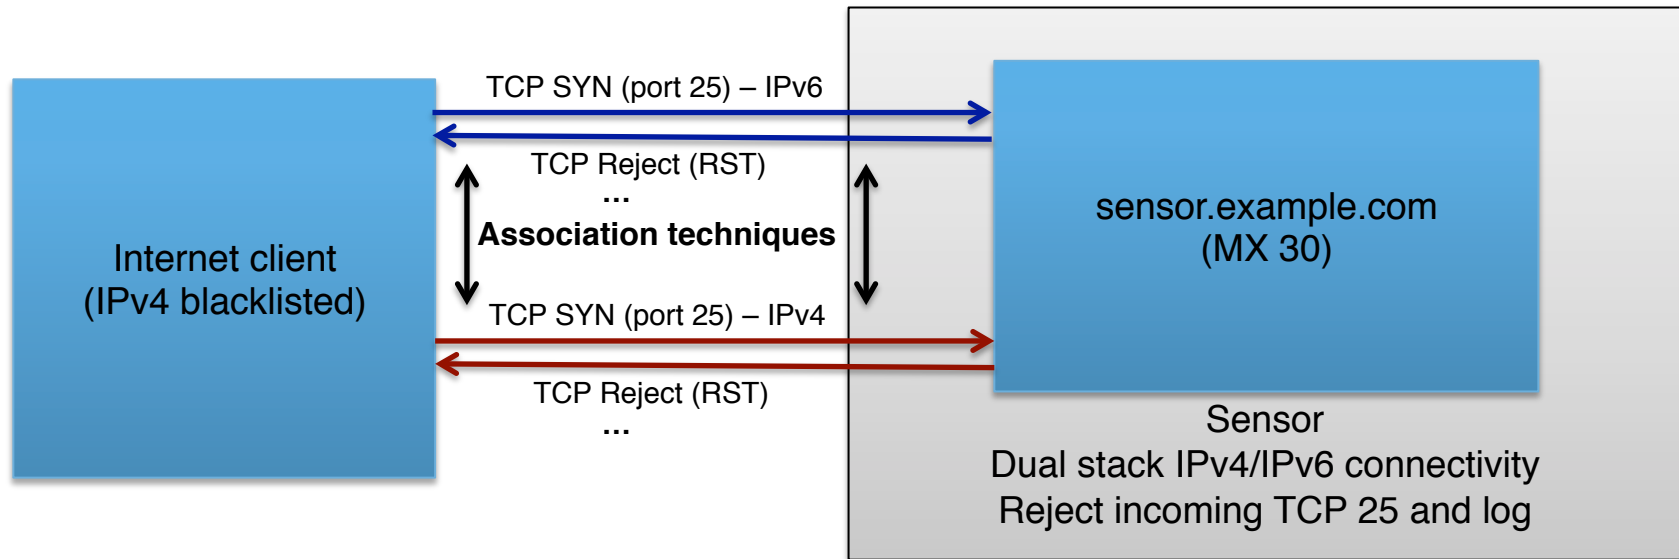 TCP SYN (port 25) – IPv6
TCP Reject (RST)
...
Association techniques
Internet client
(IPv4 blacklisted)
TCP SYN (port 25) – IPv4
TCP Reject (RST)
...
sensor.example.com
(MX 30)
Sensor
Dual stack IPv4/IPv6 connectivity
Reject incoming TCP 25 and log